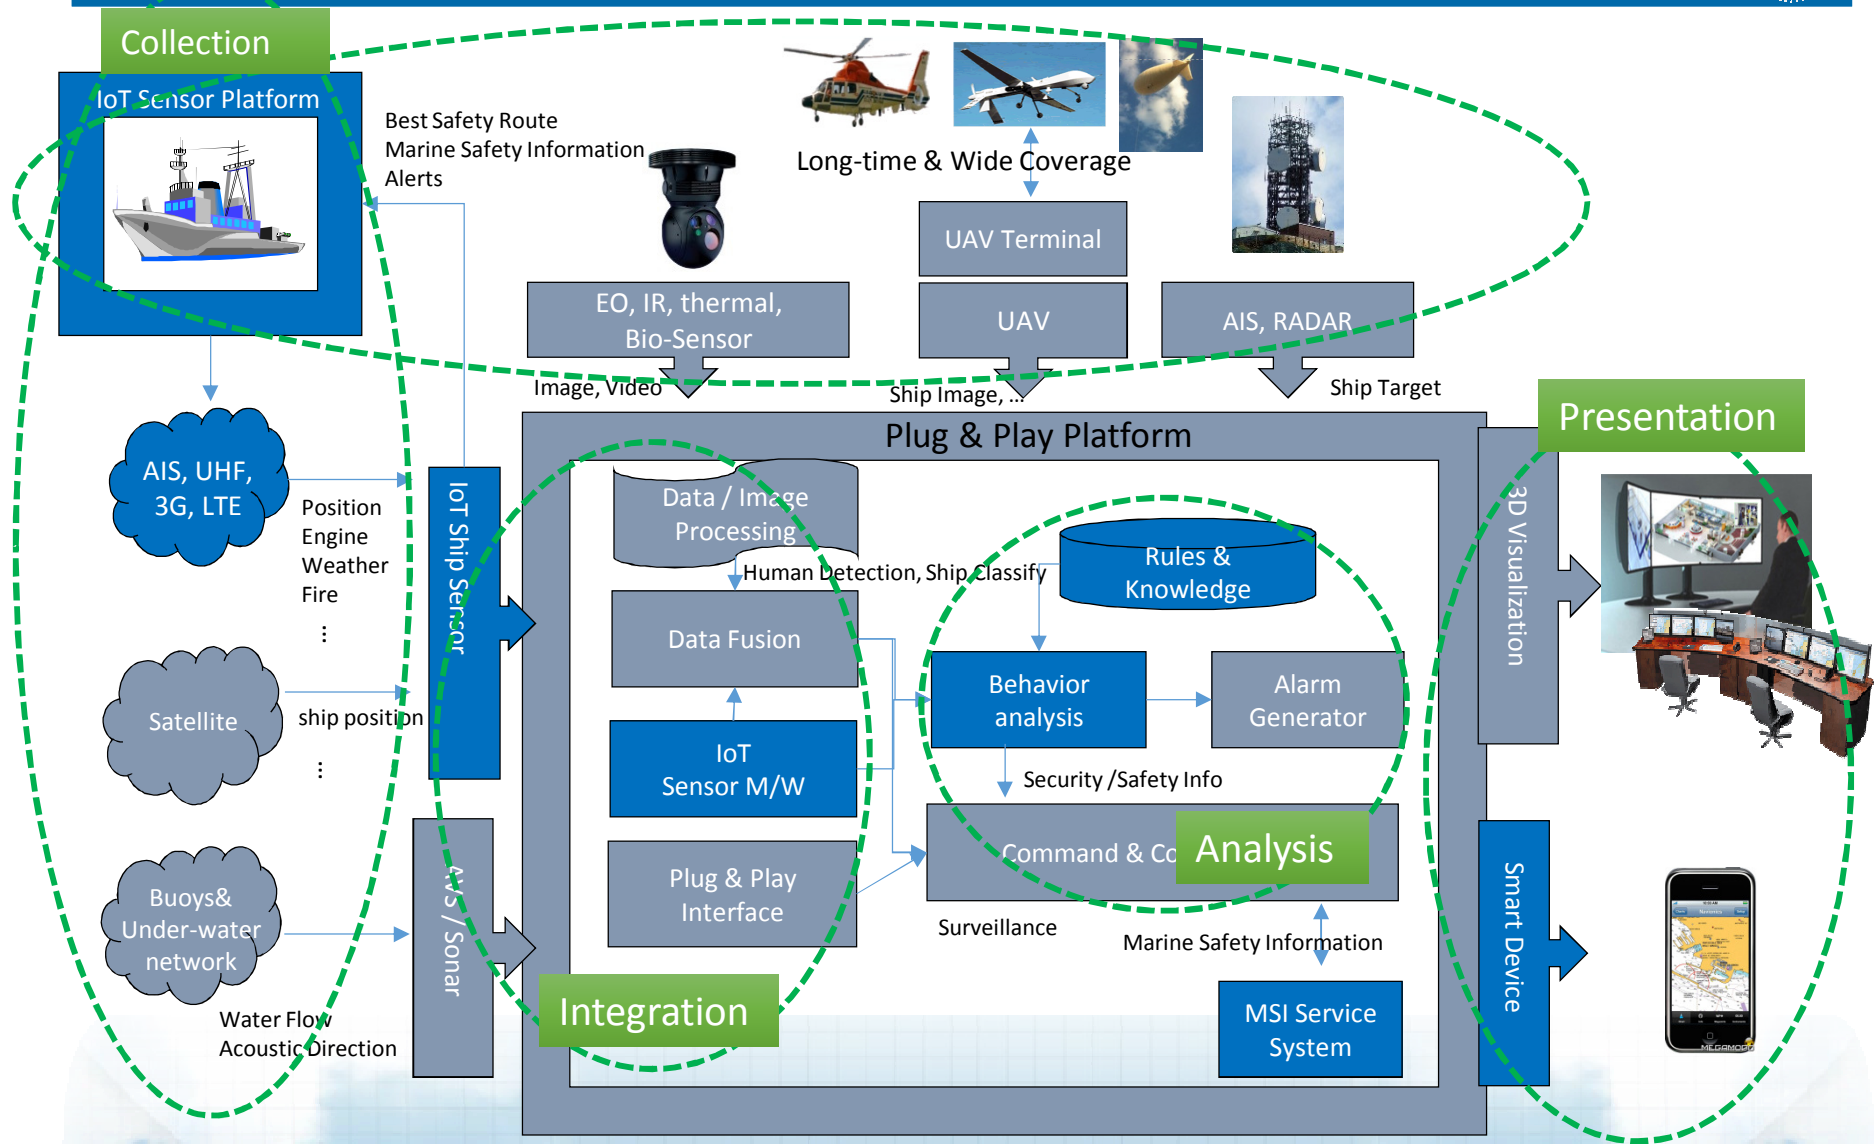 Collection
IoT Sensor Platform
Best Safety Route
Marine Safety Information
Alerts
Long-time & Wide Coverage
UAV Terminal
EO, IR, thermal,
Bio-Sensor
UAV
AIS, RADAR
Image, Video
Ship Image, ...
Ship Target
Plug & Play Platform
Presentation
AIS, UHF,
3G, LTE
Position
Engine
Weather
Fire
...
IoT Ship Sensor
Data / Image
Processing
Human Detection, Ship Classify
Rules &
Knowledge
3D Visualization
Data Fusion
Behavior
analysis
Alarm
Generator
Satellite
ship position
...
IoT
Sensor M/W
Security /Safety Info
Command & Co
Analysis
Plug & Play
Interface
Surveillance
Marine Safety Information
Buoys&
Under-water
network
AVS / Sonar
Smart Device
Integration
MSI Service
System
Water Flow
Acoustic Direction
MEGAMOBO